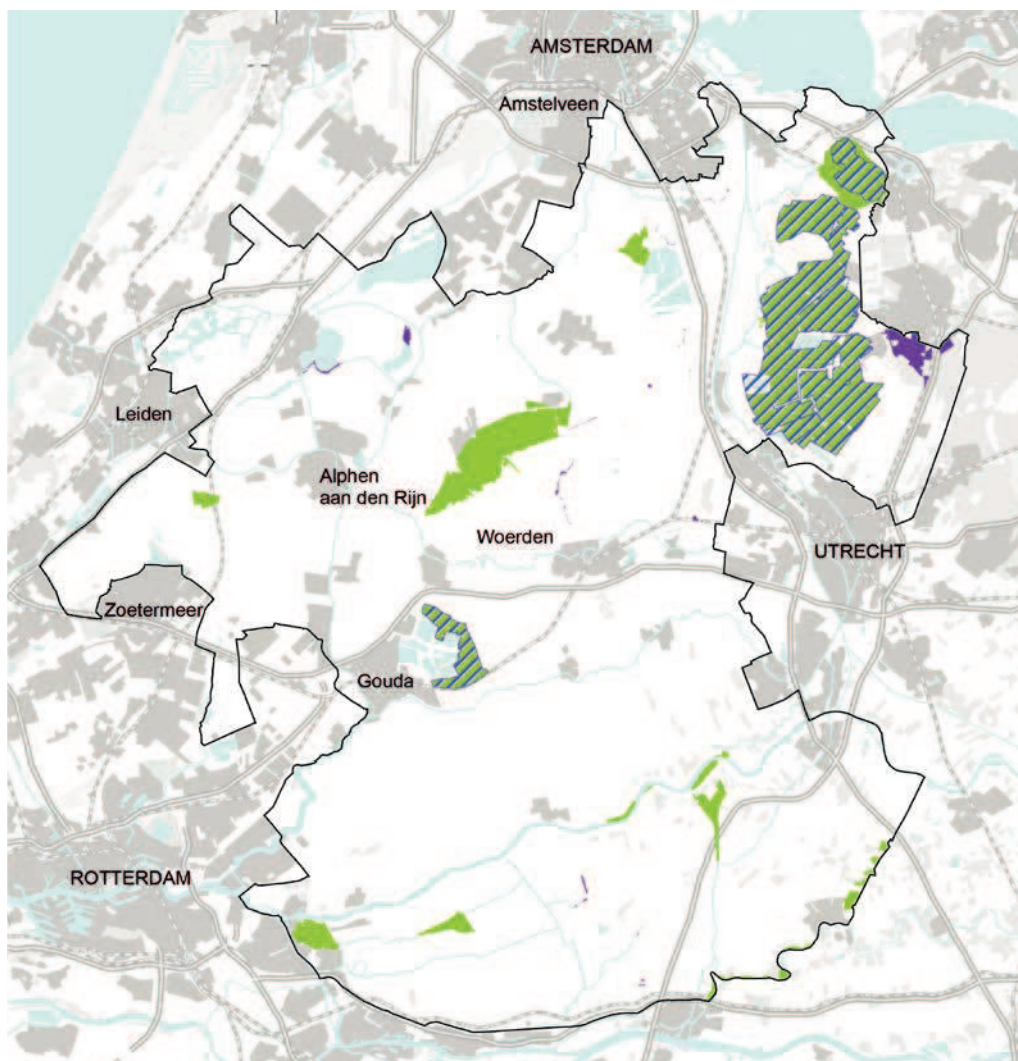 AMSTERDAM
Amstelveen
Leiden
Alphen
aan den Rijn
Woerden
UTRECHT
Zoetermeer
Gouda
ROTTERDAM